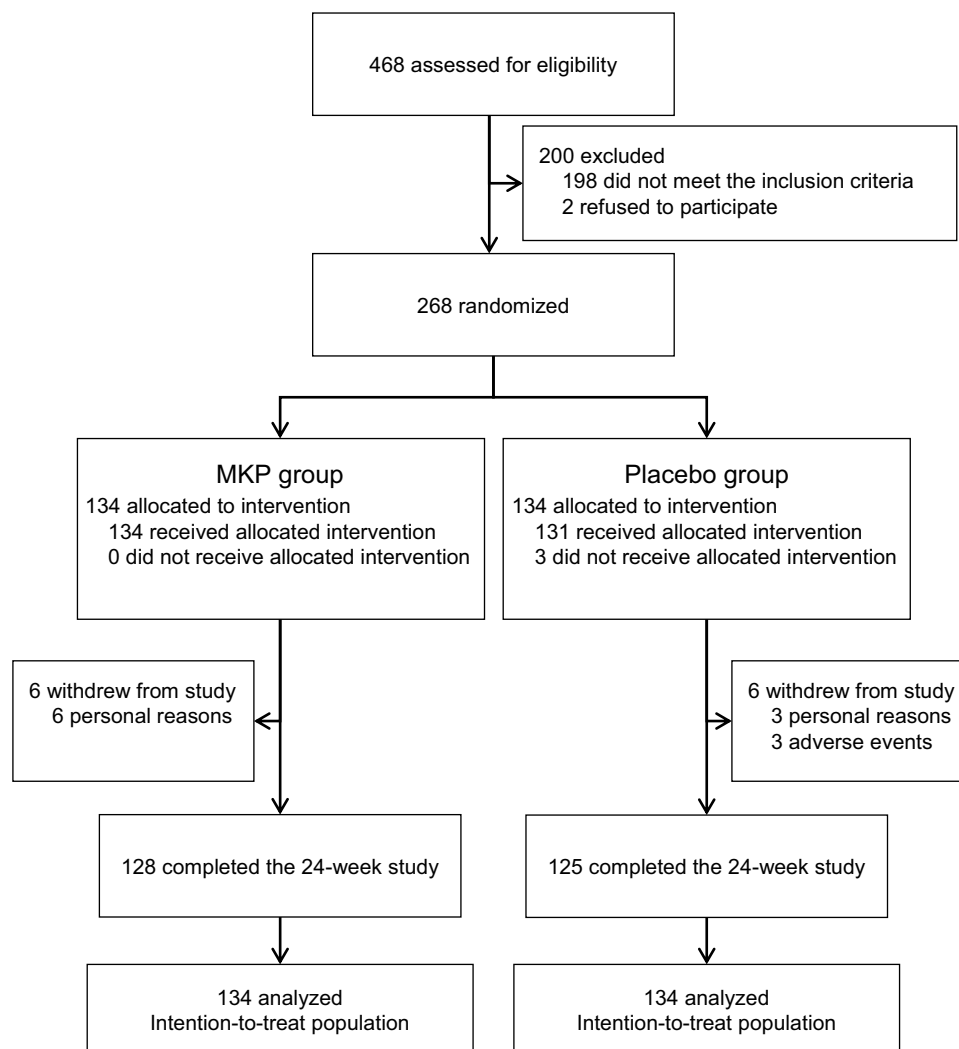 468 assessed for eligibility
200 excluded
198 did not meet the inclusion criteria
2 refused to participate
268 randomized
MKP group
134 allocated to intervention
134 received allocated intervention
0 did not receive allocated intervention
Placebo group
134 allocated to intervention
131 received allocated intervention
3 did not receive allocated intervention
6 withdrew from study
6 personal reasons
6 withdrew from study
3 personal reasons
3 adverse events
128 completed the 24-week study
125 completed the 24-week study
134 analyzed
Intention-to-treat population
134 analyzed
Intention-to-treat population